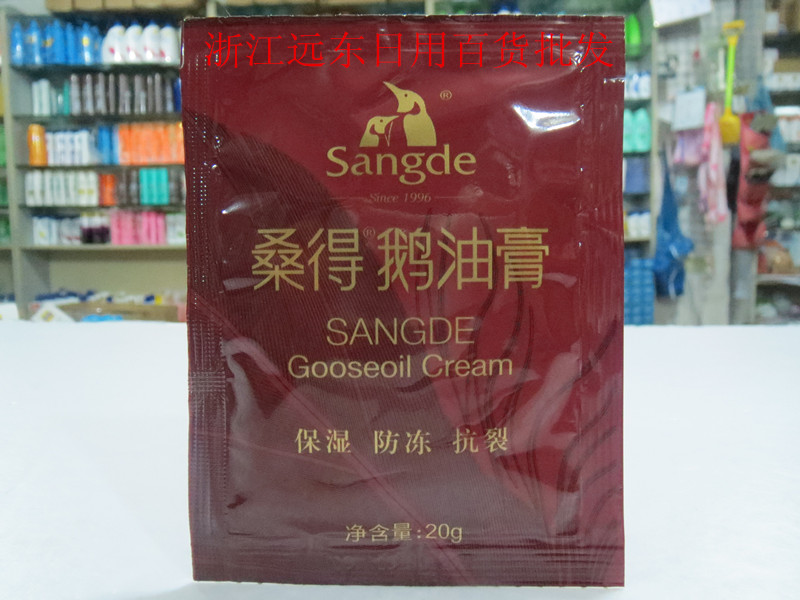 浙江远东日用百货批发
®
Sangde
Since 1996
桑得®鹅油膏
SANGDE
Gooseoil Cream
保湿 防冻 抗裂
净含量:20g